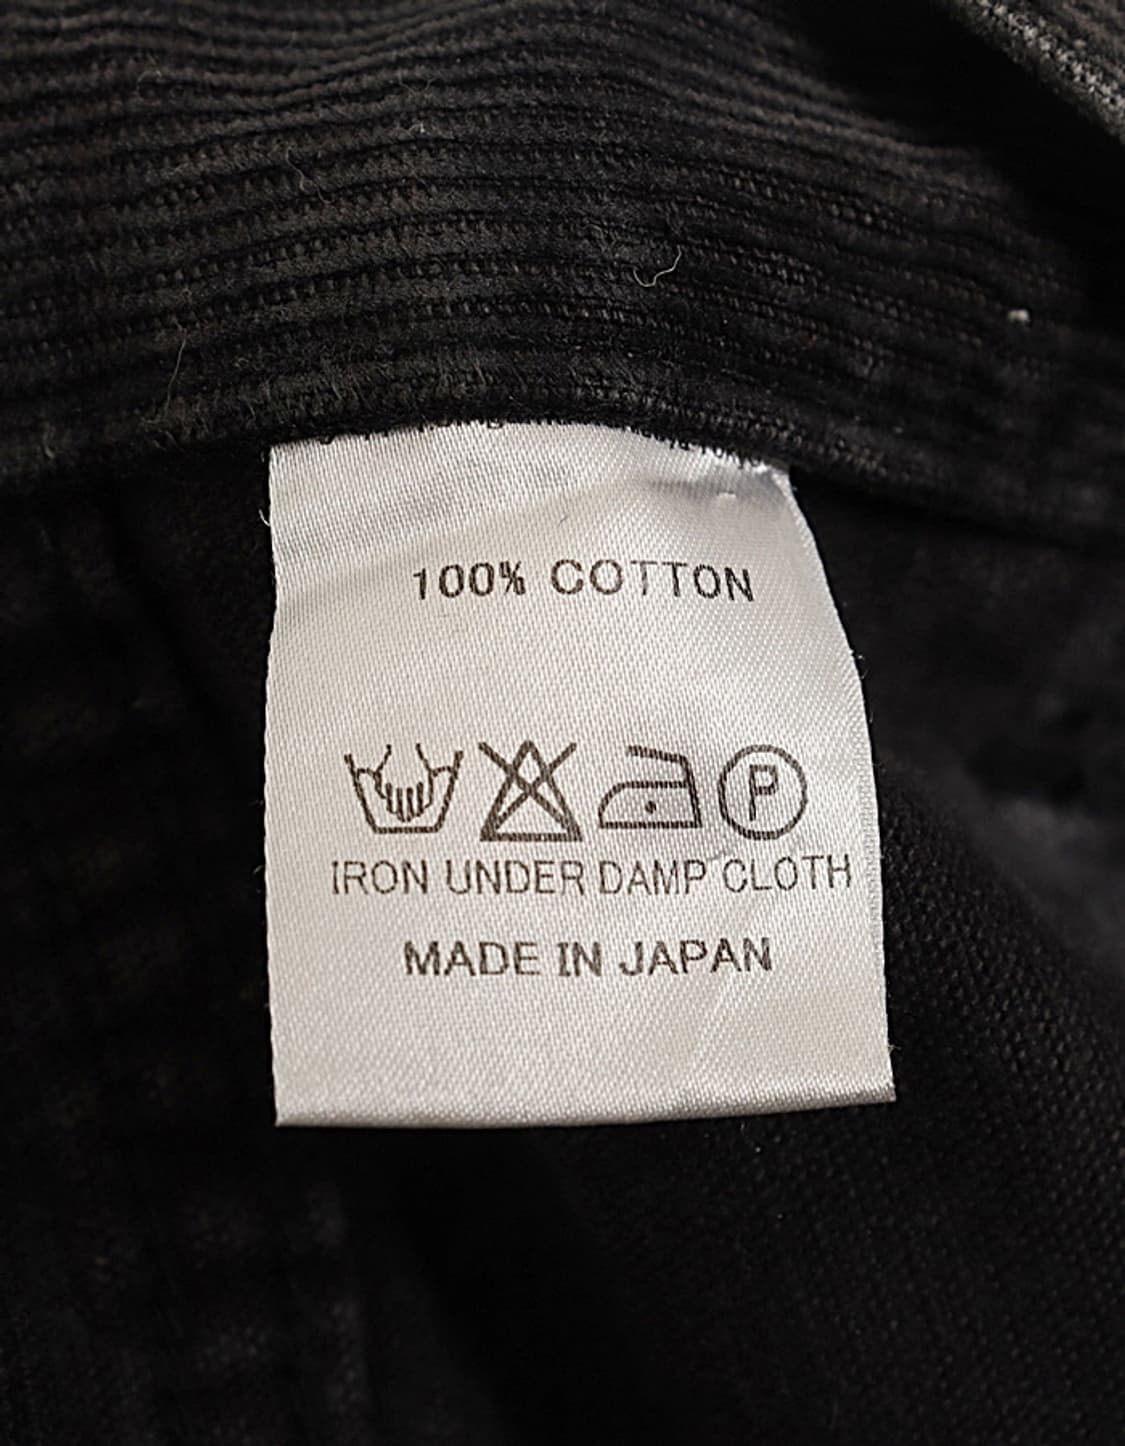 100% COTTON
P
IRON UNDER DAMP CLOTH
MADE IN JAPAN